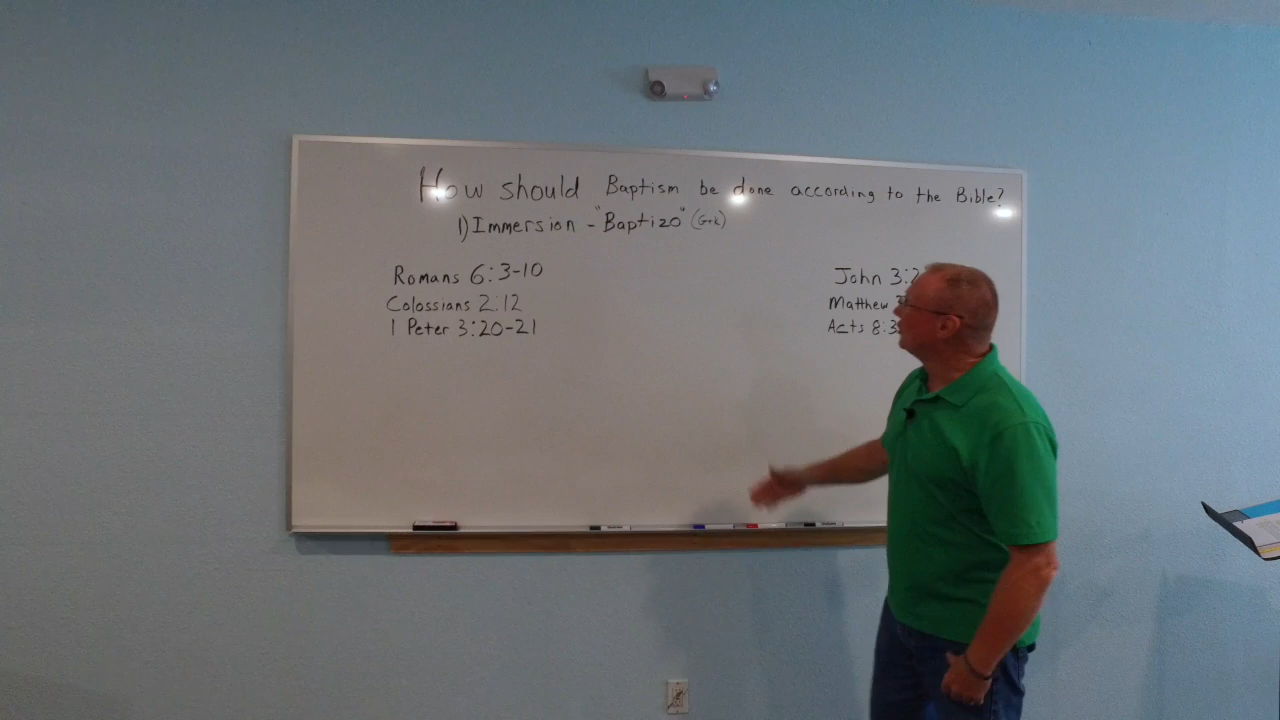 How should Baptism be done according to the Bible?
1) Immersion - "Baptizo" (Grk)
Romans 6:3-10
Colossians 2:12
1 Peter 3:20-21
John 3:2
Matthew 3
Acts 8:3